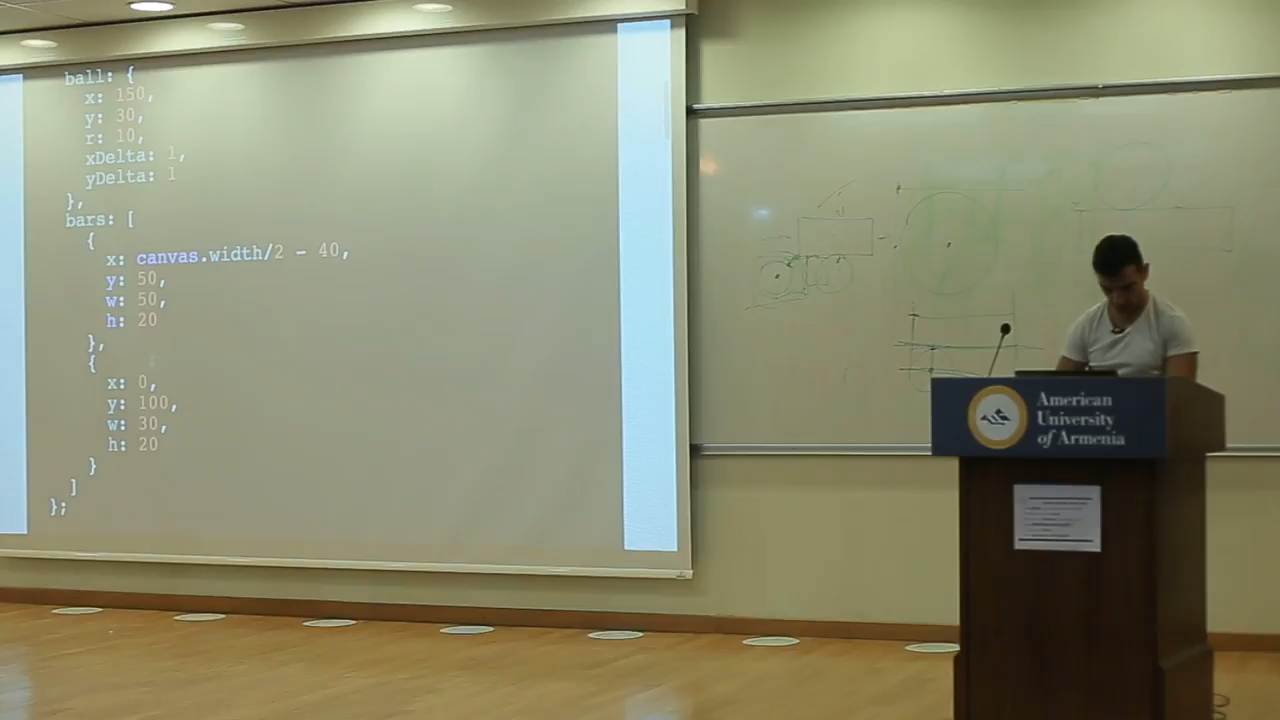 ball: {
x: 150,
y: 30,
r: 10,
xDelta: 1,
yDelta: 1
},
bars: [
{
x: canvas.width/2 - 40,
y: 50,
w: 50,
h: 20
},
{
x: 0,
y: 100,
w: 30,
h: 20
}
]
};
American
University
of Armenia